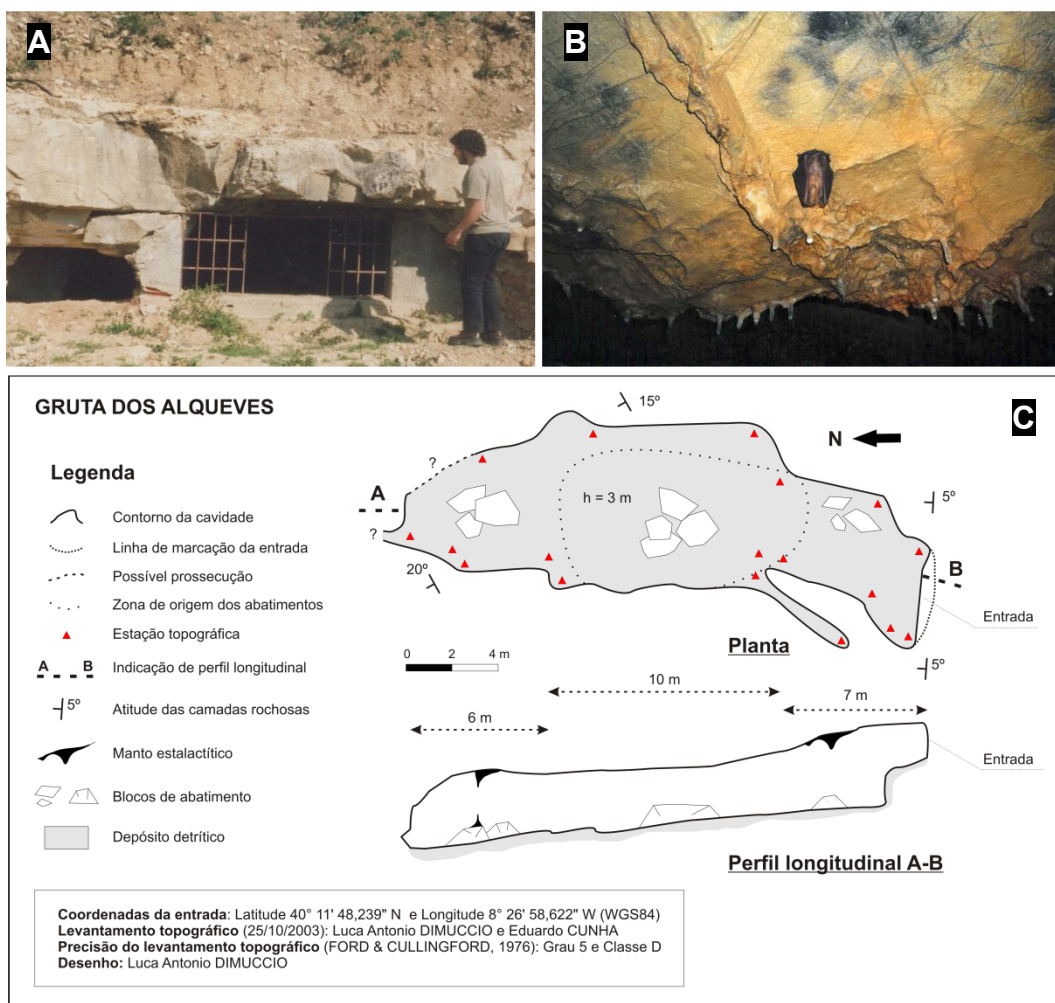 A
B
GRUTA DOS ALQUEVES
C
Legenda
Contorno da cavidade
Linha de marcação da entrada
Possível prossecução
Zona de origem dos abatimentos
Estação topográfica
A B
Indicação de perfil longitudinal
5º
Atitude das camadas rochosas
Manto estalactítico
Blocos de abatimento
Depósito detrítico
15º
N
?
A
h = 3 m
5º
?
20º
B
Entrada
Planta
5º
0 2 4 m
10 m
7 m
6 m
Entrada
Perfil longitudinal A-B
Coordenadas da entrada: Latitude 40° 11' 48,239" N e Longitude 8° 26' 58,622" W (WGS84)
Levantamento topográfico (25/10/2003): Luca Antonio DIMUCCIO e Eduardo CUNHA
Precisão do levantamento topográfico (FORD & CULLINGFORD, 1976): Grau 5 e Classe D
Desenho: Luca Antonio DIMUCCIO